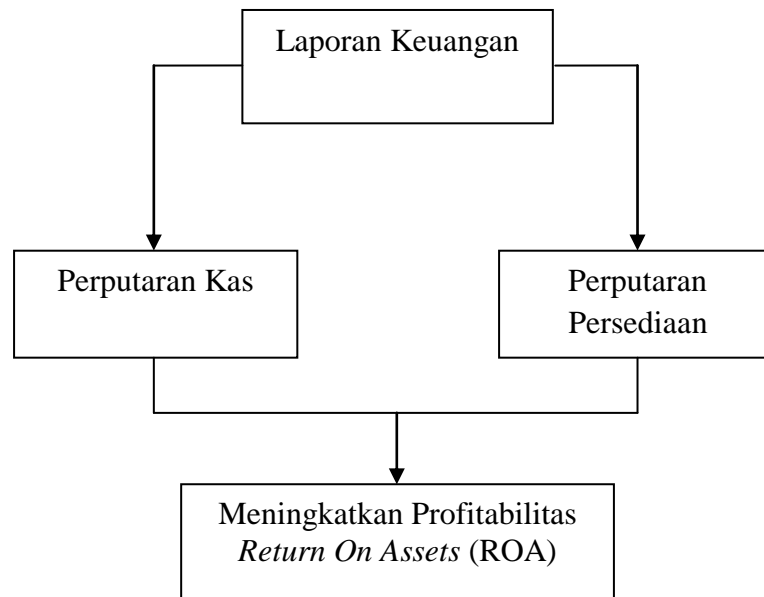 Laporan Keuangan
Perputaran Kas
Perputaran
Persediaan
Meningkatkan Profitabilitas
Return On Assets (ROA)